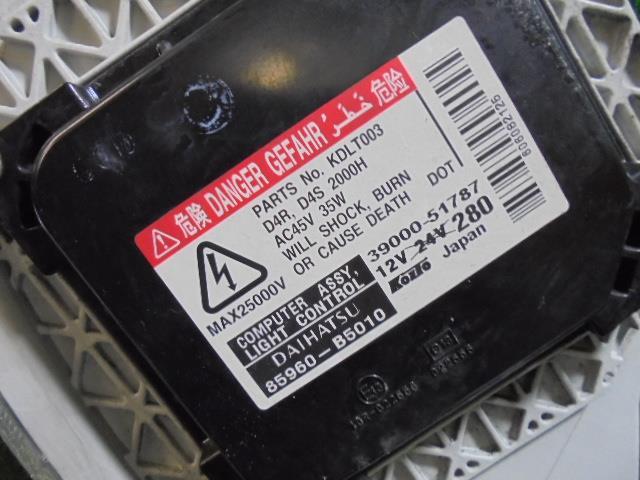 危険 DANGER GEFAHR خطر 危险
PARTS No. KDLT003
D4R, D4S 2000H
AC45V 35W
WILL SHOCK, BURN
OR CAUSE DEATH DOT
MAX25000V
39000-51787
12V 24V 280
KOITO Japan
COMPUTER ASSY,
LIGHT CONTROL
DAIHATSU
85960-B5010
606082126